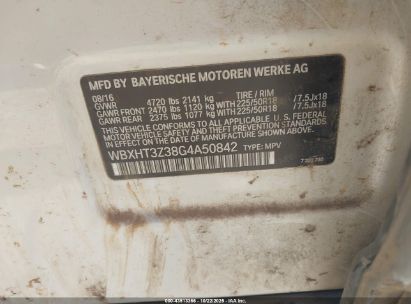 MFD BY BAYERISCHE MOTOREN WERKE AG
08/16 TIRE / RIM
GVWR 4720 lbs 2141 kg
GAWR FRONT 2470 lbs 1120 kg WITH 225/50R18 /7.5Jx18
GAWR REAR 2375 lbs 1077 kg WITH 225/50R18 /7.5Jx18
THIS VEHICLE CONFORMS TO ALL APPLICABLE U.S. FEDERAL
MOTOR VEHICLE SAFETY STANDARDS IN EFFECT ON THE
DATE OF MANUFACTURE SHOWN ABOVE.
WBXHT3Z38G4A50842 TYPE: MPV